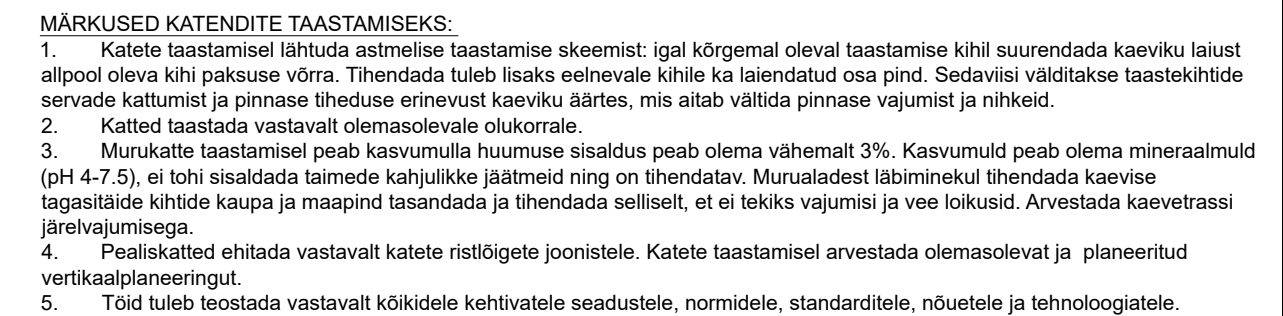 MÄRKUSED KATENDITE TAASTAMISEKS:
1. Katete taastamisel lähtuda astmelise taastamise skeemist: igal kõrgemal oleval taastamise kihil suurendada kaeviku laiust
allpool oleva kihi paksuse võrra. Tihendada tuleb lisaks eelnevale kihile ka laiendatud osa pind. Sedaviisi välditakse taastekihtide
servade kattumist ja pinnase tiheduse erinevust kaeviku äärtes, mis aitab vältida pinnase vajumist ja nihkeid.
2. Katted taastada vastavalt olemasolevale olukorrale.
3. Murukatte taastamisel peab kasvumulla huumuse sisaldus peab olema vähemalt 3%. Kasvumuld peab olema mineraalmuld
(pH 4-7.5), ei tohi sisaldada taimede kahjulikke jäätmeid ning on tihendatav. Murualadest läbiminekul tihendada kaevise
tagasitäide kihtide kaupa ja maapind tasandada ja tihendada selliselt, et ei tekiks vajumisi ja vee loikusid. Arvestada kaevetrassi
järelvajumisega.
4. Pealiskatted ehitada vastavalt katete ristlõigete joonistele. Katete taastamisel arvestada olemasolevat ja planeeritud
vertikaalplaneeringut.
5. Töid tuleb teostada vastavalt kõikidele kehtivatele seadustele, normidele, standarditele, nõuetele ja tehnoloogiatele.